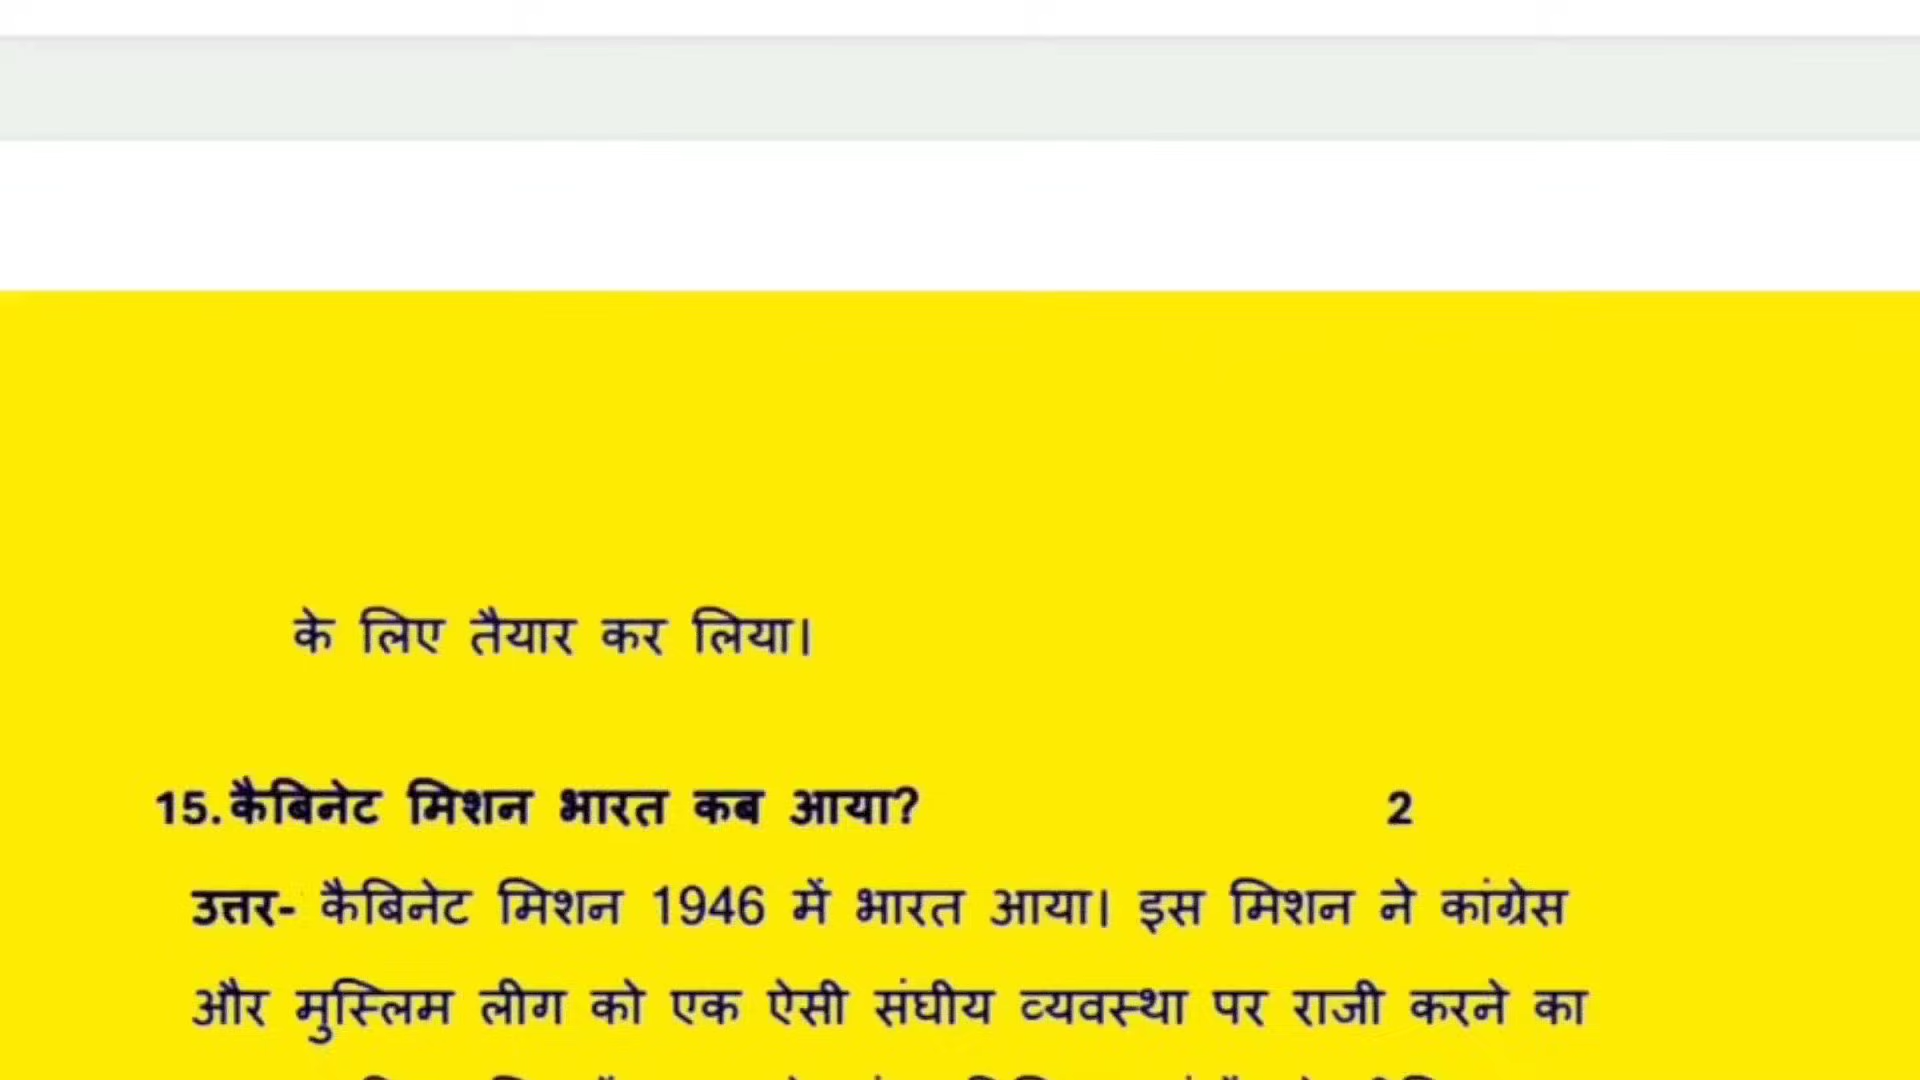 के लिए तैयार कर लिया।
15. कैबिनेट मिशन भारत कब आया? 2
उत्तर- कैबिनेट मिशन 1946 में भारत आया। इस मिशन ने कांग्रेस
और मुस्लिम लीग को एक ऐसी संघीय व्यवस्था पर राजी करने का